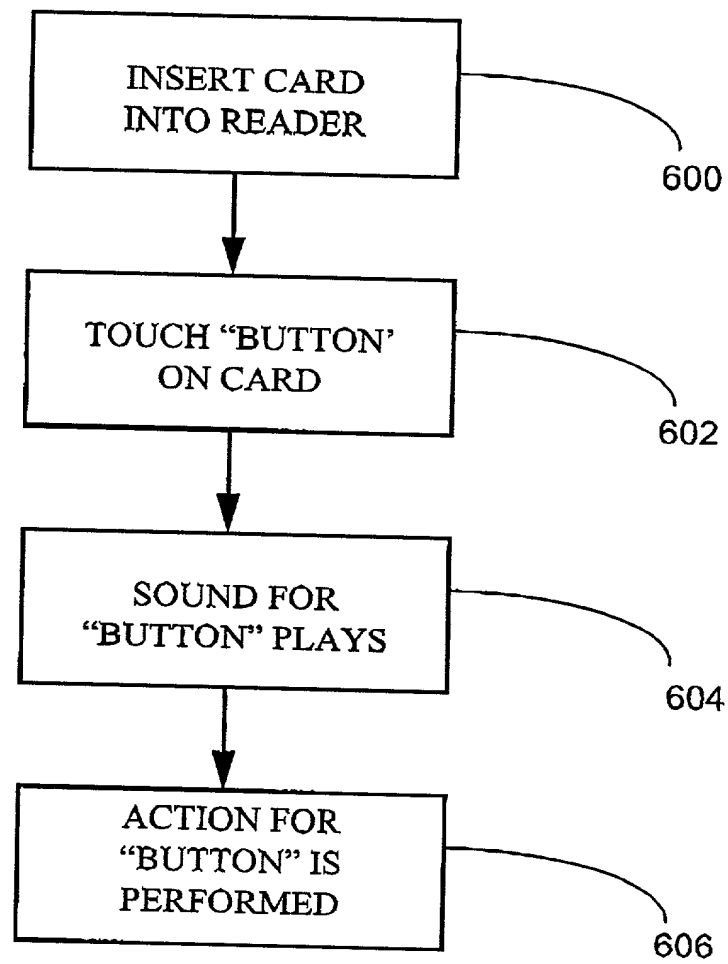 INSERT CARD
INTO READER
600
TOUCH “BUTTON’
ON CARD
602
SOUND FOR
“BUTTON” PLAYS
604
ACTION FOR
“BUTTON” IS
PERFORMED
606